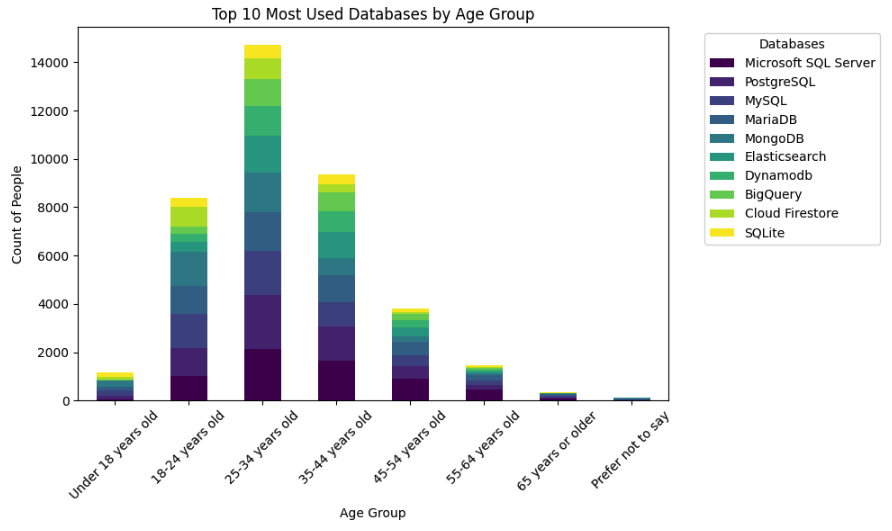 Top 10 Most Used Databases by Age Group
Count of People
14000
12000
10000
8000
6000
4000
2000
0
Under 18 years old
18-24 years old
25-34 years old
35-44 years old
45-54 years old
55-64 years old
65 years or older
Prefer not to say
Age Group
Databases
Microsoft SQL Server
PostgreSQL
MySQL
MariaDB
MongoDB
Elasticsearch
Dynamodb
BigQuery
Cloud Firestore
SQLite